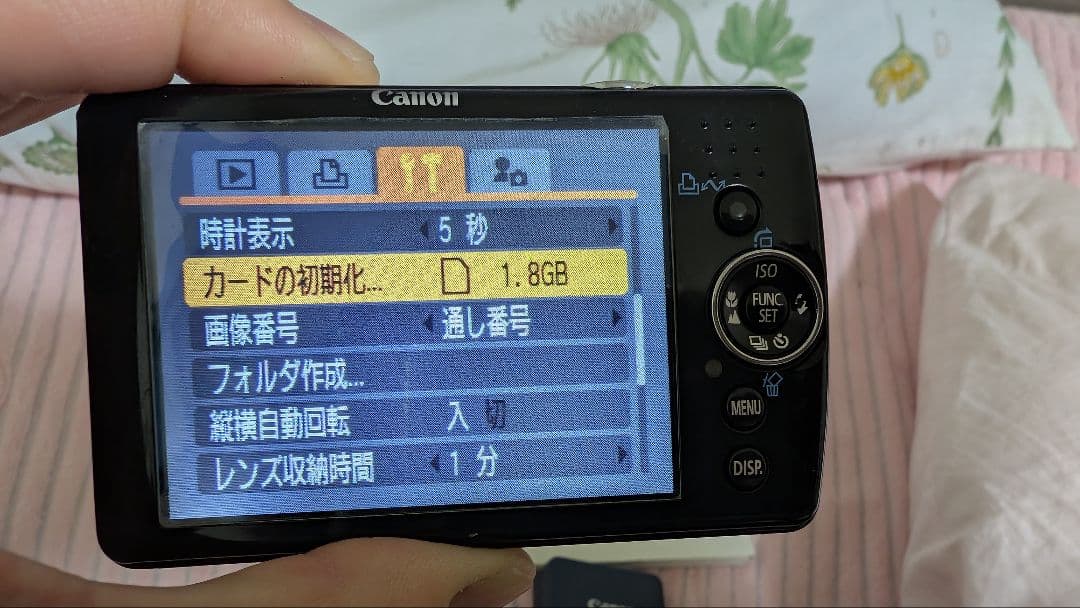 Canon
時計表示 5 秒
カードの初期化... 1.8GB
画像番号 通し番号
フォルダ作成...
縦横自動回転 入 切
レンズ収納時間 1 分
ISO
FUNC.
SET
MENU
DISP.
Canon